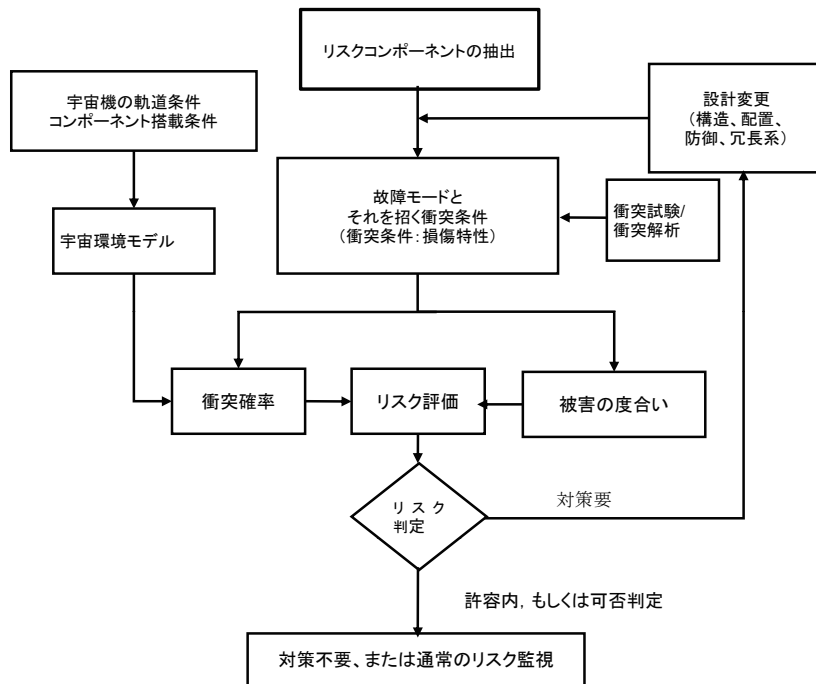 リスクコンポーネントの抽出
宇宙機の軌道条件
コンポーネント搭載条件
設計変更
(構造、配置、
防御、冗長系)
故障モードと
それを招く衝突条件
(衝突条件:損傷特性)
衝突試験/
衝突解析
宇宙環境モデル
衝突確率
リスク評価
被害の度合い
リスク
判定
対策要
許容内,もしくは可否判定
対策不要、または通常のリスク監視